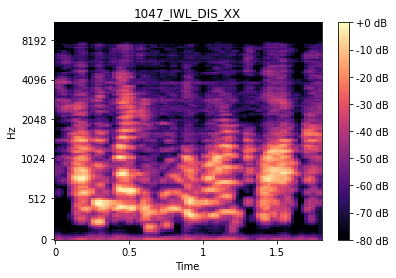 1047_IWL_DIS_XX
Hz
8192
4096
2048
1024
512
0
0
0.5
1
1.5
Time
+0 dB
-10 dB
-20 dB
-30 dB
-40 dB
-50 dB
-60 dB
-70 dB
-80 dB